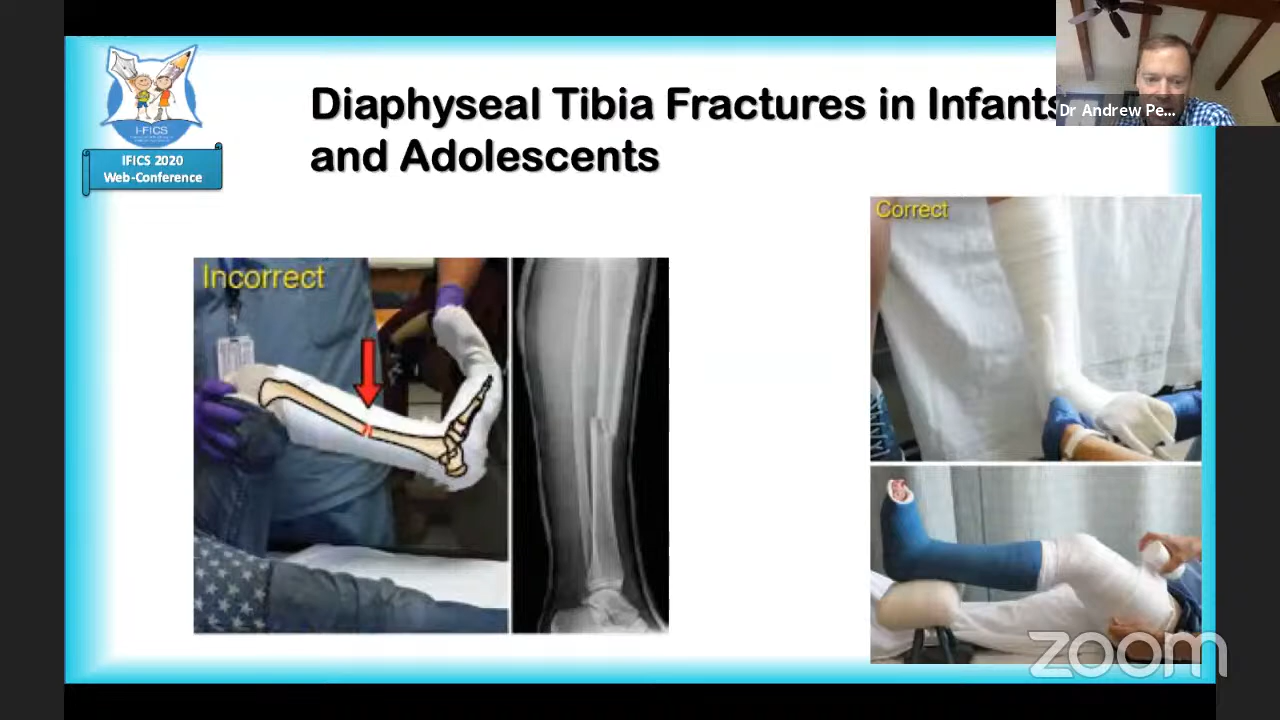 Diaphyseal Tibia Fractures in Infants
and Adolescents
Dr Andrew Pe...
I-FICS
IFICS 2020
Web-Conference
Incorrect
Correct
zoom